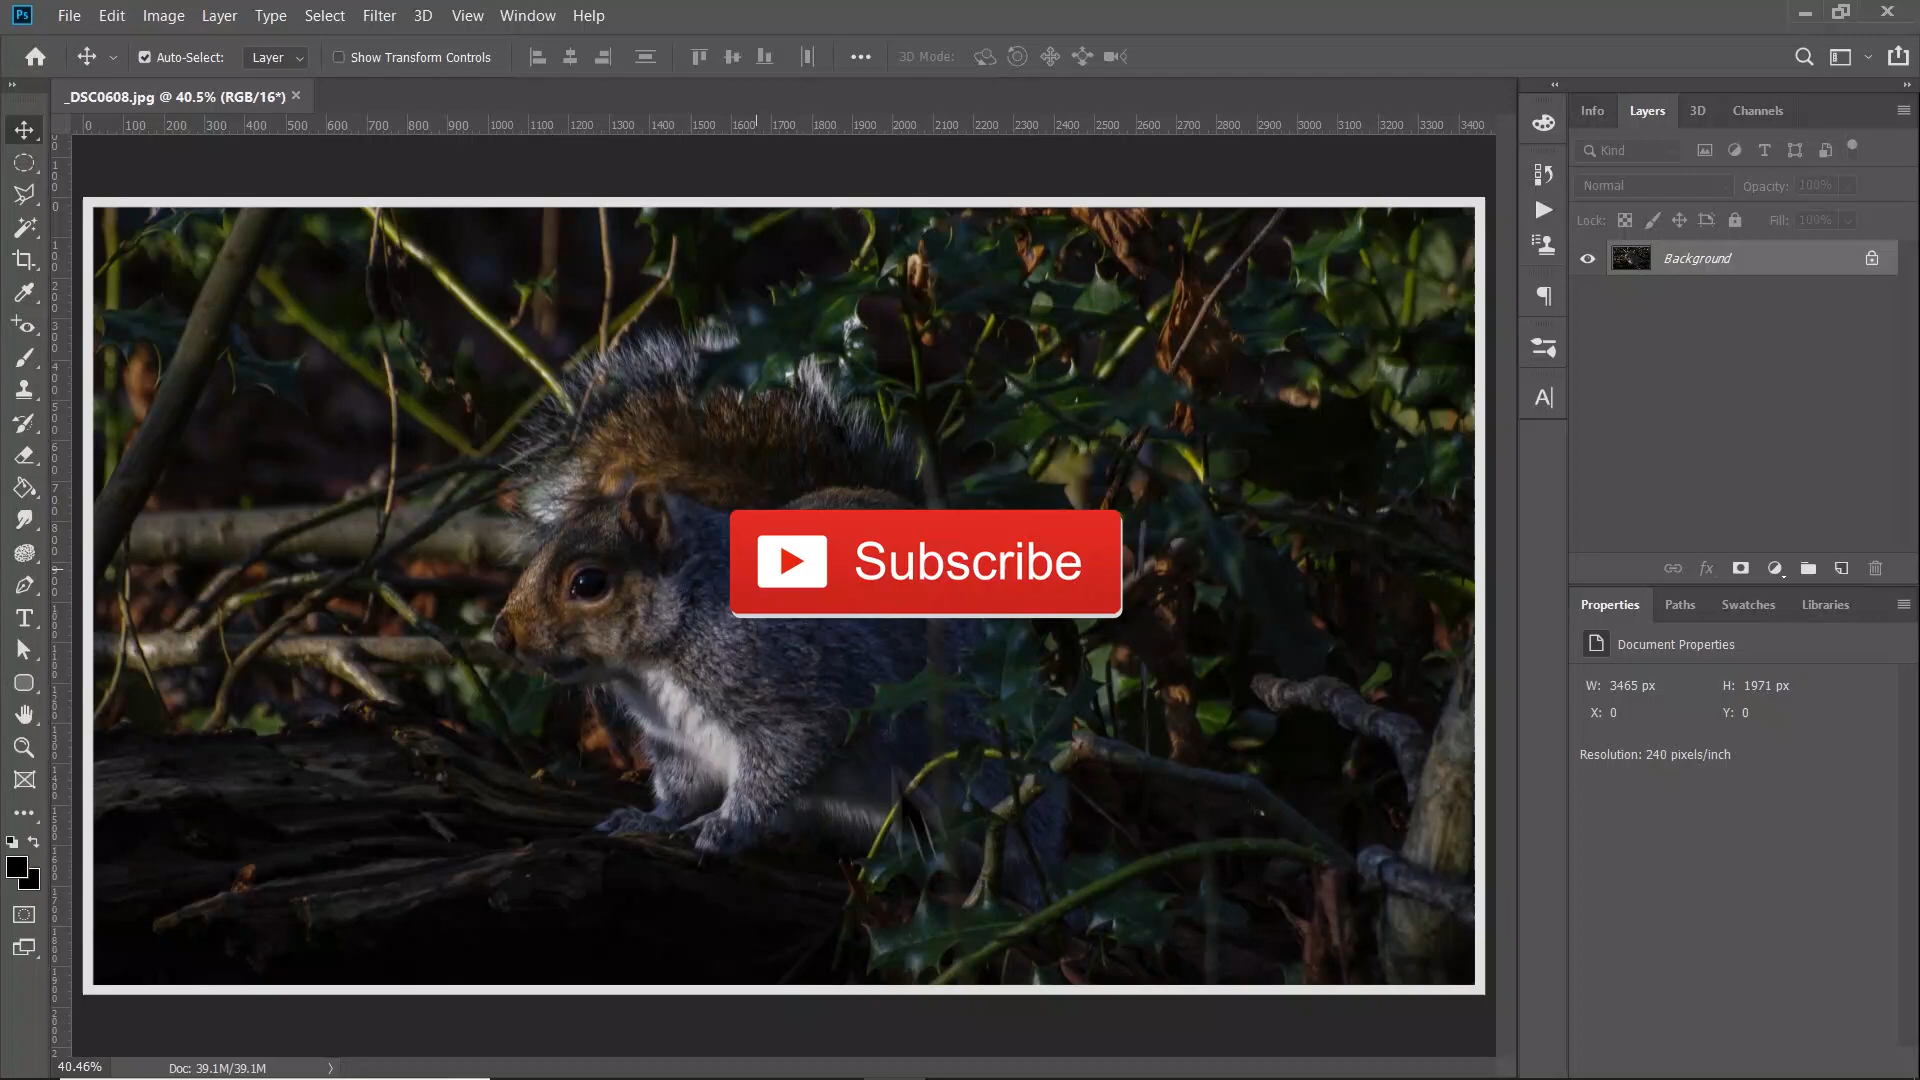 Ps File Edit Image Layer Type Select Filter 3D View Window Help
Auto-Select: Layer Show Transform Controls 3D Mode:
_DSC0608.jpg @ 40.5% (RGB/16*)
0 100 200 300 400 500 600 700 800 900 1000 1100 1200 1300 1400 1500 1600 1700 1800 1900 2000 2100 2200 2300 2400 2500 2600 2700 2800 2900 3000 3100 3200 3300 3400
Info Layers 3D Channels
Kind
Normal Opacity: 100%
Lock: Fill: 100%
Background
Subscribe
fx
Properties Paths Swatches Libraries
Document Properties
W: 3465 px H: 1971 px
X: 0 Y: 0
Resolution: 240 pixels/inch
40.46% Doc: 39.1M/39.1M